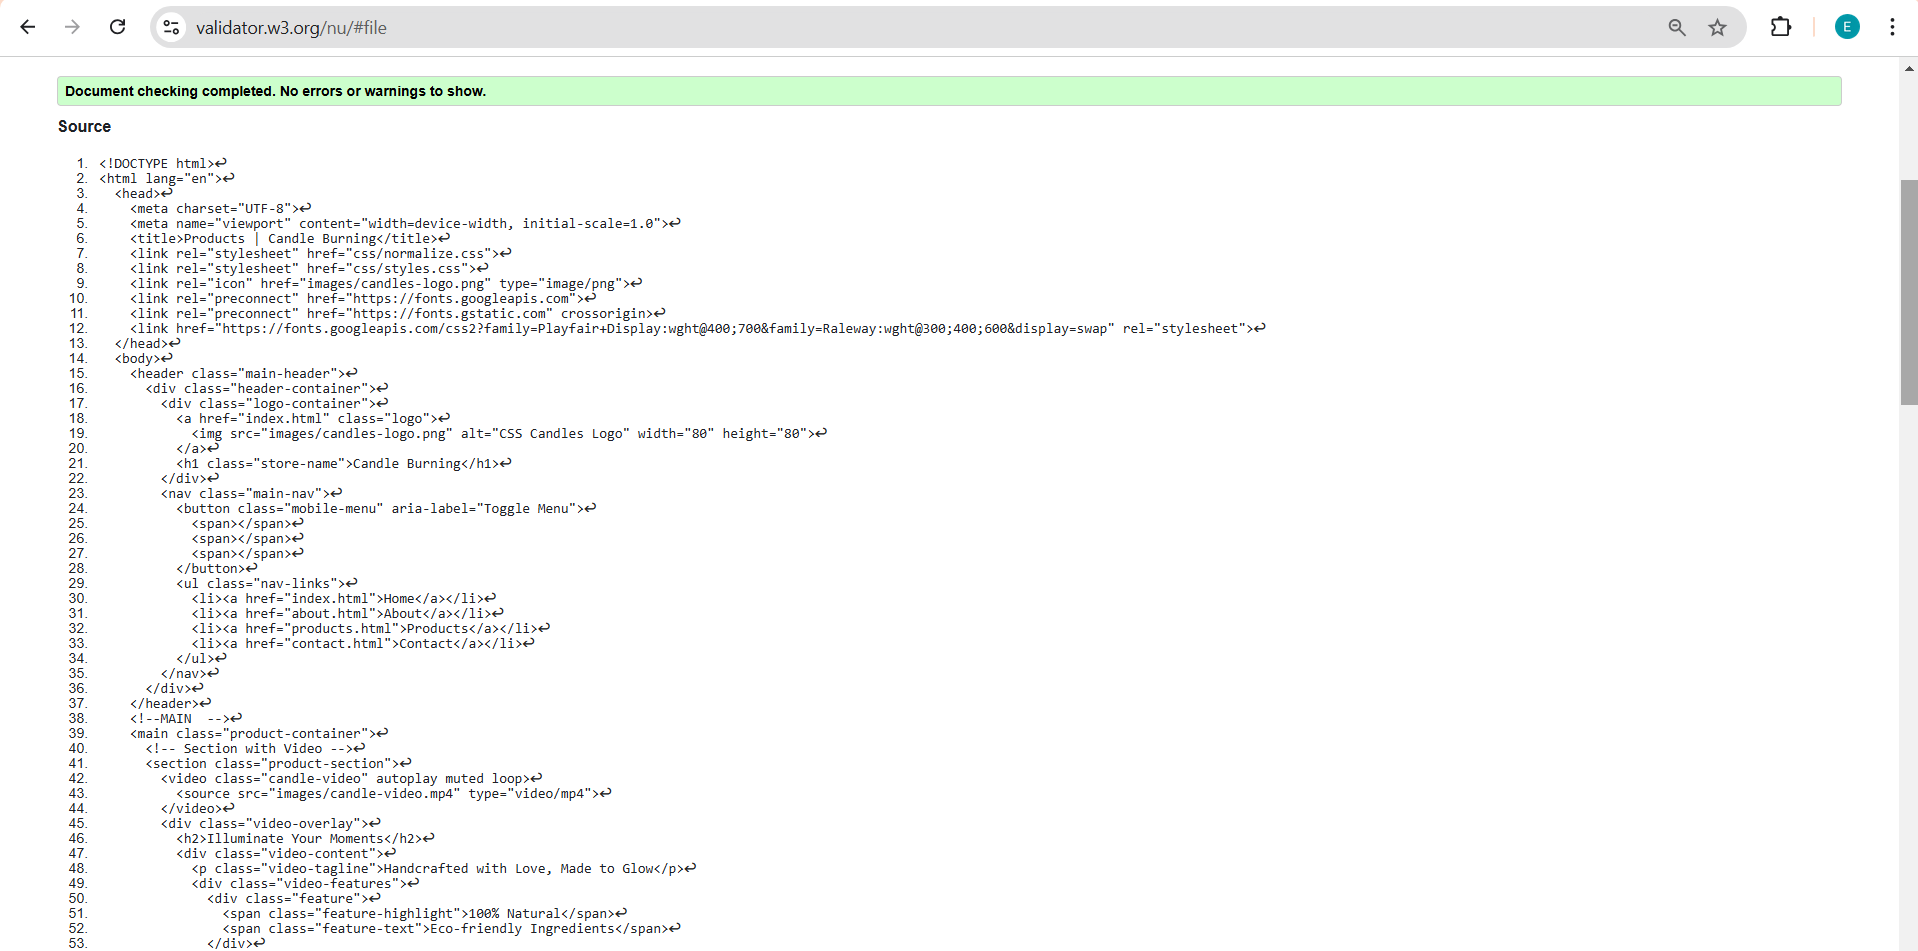 validator.w3.org/nu/#file
E
Document checking completed. No errors or warnings to show.
Source
1. <!DOCTYPE html>↩
2. <html lang="en">↩
3. <head>↩
4. <meta charset="UTF-8">↩
5. <meta name="viewport" content="width=device-width, initial-scale=1.0">↩
6. <title>Products | Candle Burning</title>↩
7. <link rel="stylesheet" href="css/normalize.css">↩
8. <link rel="stylesheet" href="css/styles.css">↩
9. <link rel="icon" href="images/candles-logo.png" type="image/png">↩
10. <link rel="preconnect" href="https://fonts.googleapis.com">↩
11. <link rel="preconnect" href="https://fonts.gstatic.com" crossorigin>↩
12. <link href="https://fonts.googleapis.com/css2?family=Playfair+Display:wght@400;700&family=Raleway:wght@300;400;600&display=swap" rel="stylesheet">↩
13. </head>↩
14. <body>↩
15. <header class="main-header">↩
16. <div class="header-container">↩
17. <div class="logo-container">↩
18. <a href="index.html" class="logo">↩
19. <img src="images/candles-logo.png" alt="CSS Candles Logo" width="80" height="80">↩
20. </a>↩
21. <h1 class="store-name">Candle Burning</h1>↩
22. </div>↩
23. <nav class="main-nav">↩
24. <button class="mobile-menu" aria-label="Toggle Menu">↩
25. <span></span>↩
26. <span></span>↩
27. <span></span>↩
28. </button>↩
29. <ul class="nav-links">↩
30. <li><a href="index.html">Home</a></li>↩
31. <li><a href="about.html">About</a></li>↩
32. <li><a href="products.html">Products</a></li>↩
33. <li><a href="contact.html">Contact</a></li>↩
34. </ul>↩
35. </nav>↩
36. </div>↩
37. </header>↩
38. <!--MAIN  -->↩
39. <main class="product-container">↩
40. <!-- Section with Video -->↩
41. <section class="product-section">↩
42. <video class="candle-video" autoplay muted loop>↩
43. <source src="images/candle-video.mp4" type="video/mp4">↩
44. </video>↩
45. <div class="video-overlay">↩
46. <h2>Illuminate Your Moments</h2>↩
47. <div class="video-content">↩
48. <p class="video-tagline">Handcrafted with Love, Made to Glow</p>↩
49. <div class="video-features">↩
50. <div class="feature">↩
51. <span class="feature-highlight">100% Natural</span>↩
52. <span class="feature-text">Eco-friendly Ingredients</span>↩
53. </div>↩